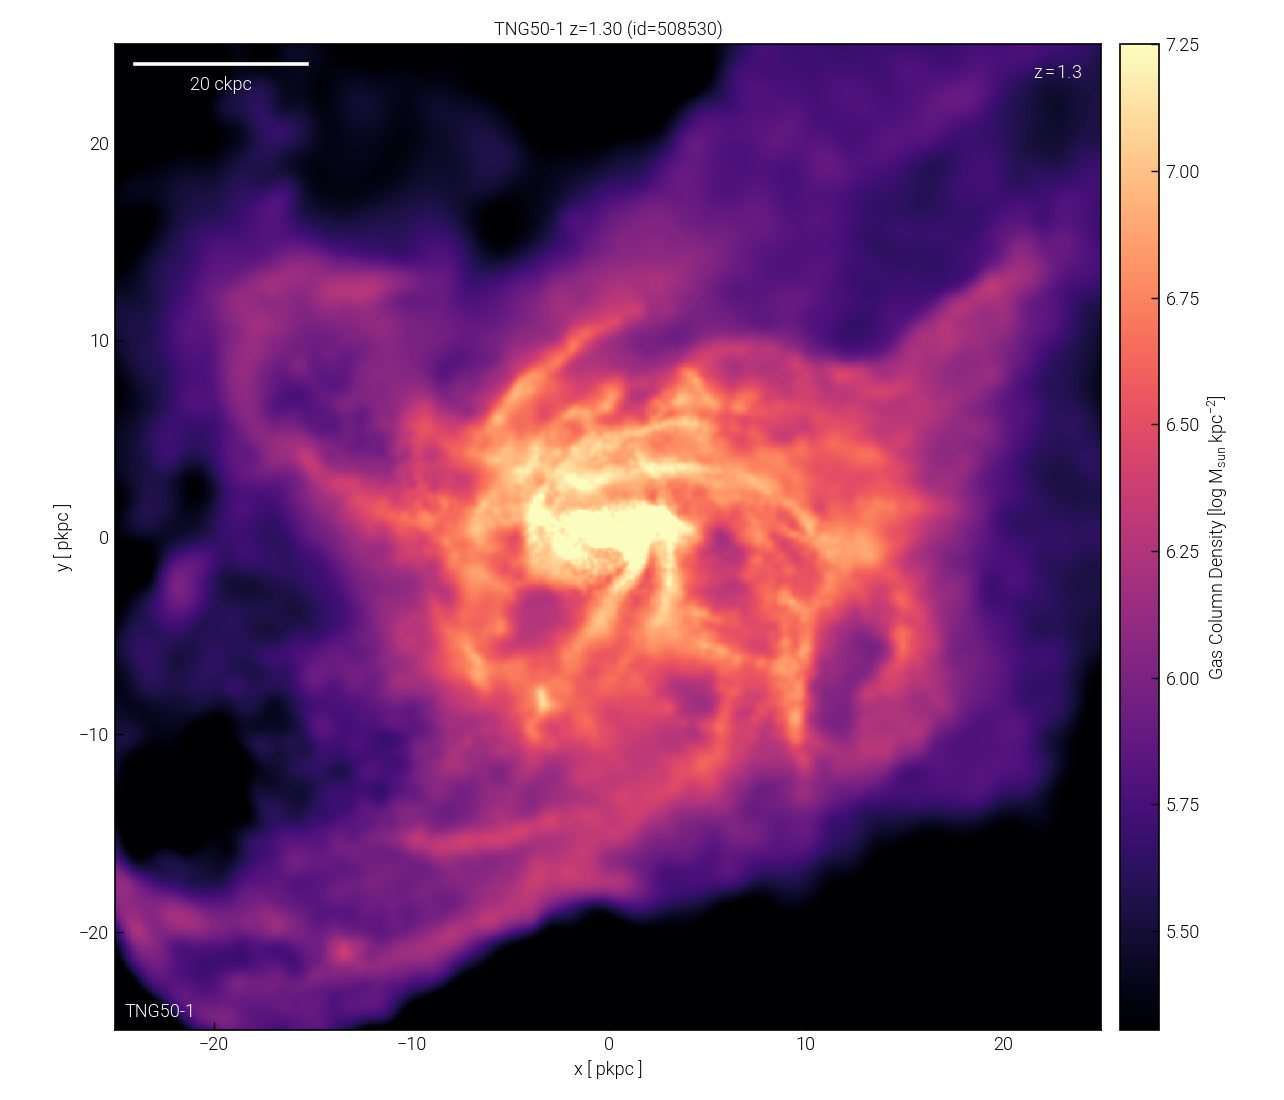 TNG50-1 z=1.30 (id=508530)
20 ckpc
z=1.3
TNG50-1
20
10
0
−10
−20
y [ pkpc ]
−20
−10
0
10
20
x [ pkpc ]
7.25
7.00
6.75
6.50
6.25
6.00
5.75
5.50
Gas Column Density [log M_sun kpc^−2]